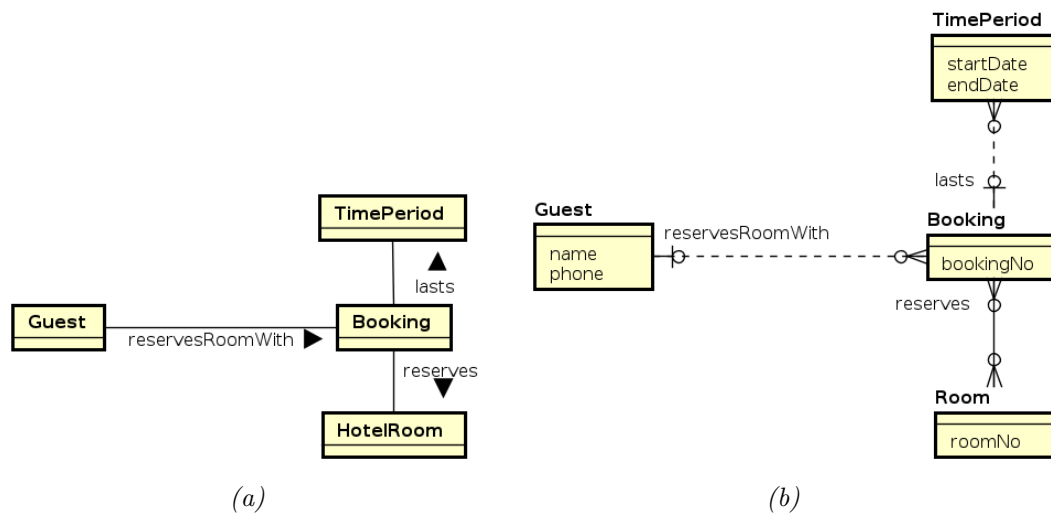 TimePeriod
lasts
Guest
reservesRoomWith
Booking
reserves
HotelRoom
(a)
TimePeriod
startDate
endDate
lasts
Guest
name
phone
reservesRoomWith
Booking
bookingNo
reserves
Room
roomNo
(b)